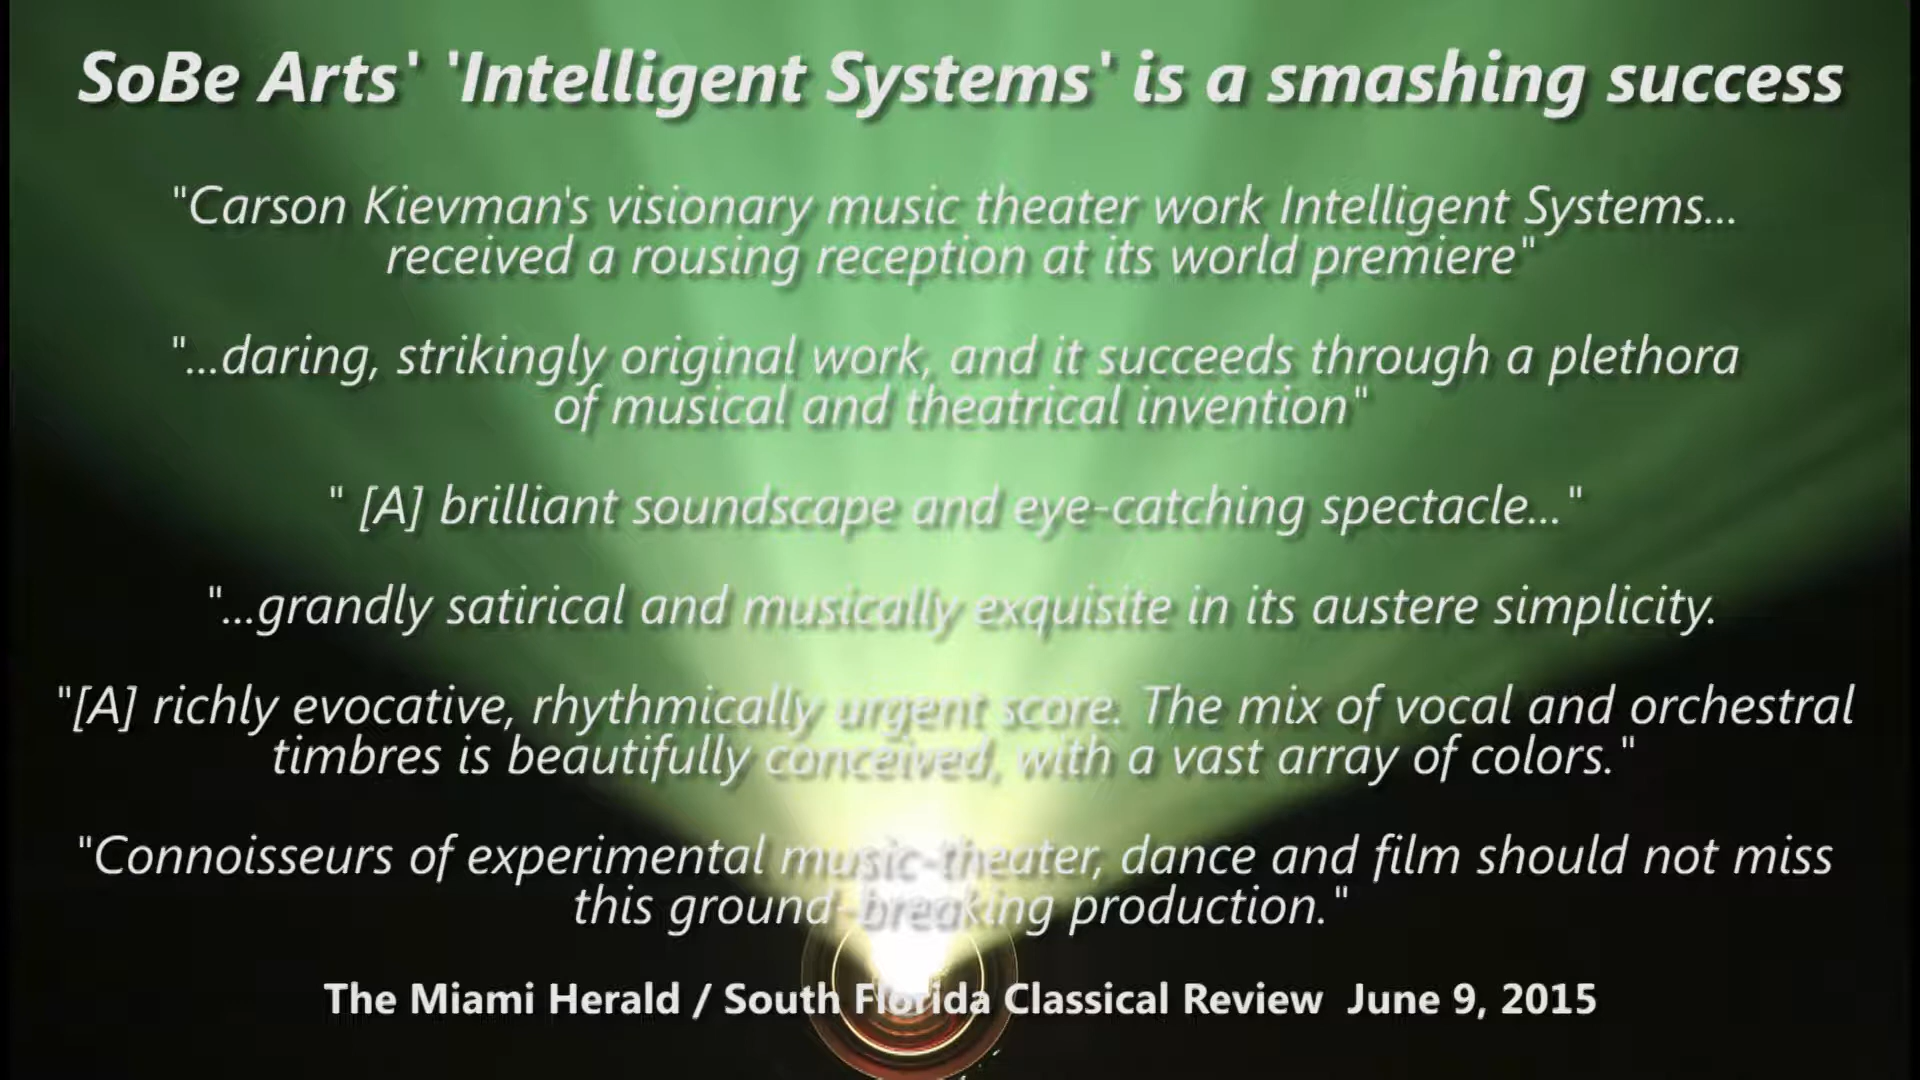 SoBe Arts' 'Intelligent Systems' is a smashing success
"Carson Kievman's visionary music theater work Intelligent Systems...
received a rousing reception at its world premiere"
"...daring, strikingly original work, and it succeeds through a plethora
of musical and theatrical invention"
" [A] brilliant soundscape and eye-catching spectacle..."
"...grandly satirical and musically exquisite in its austere simplicity.
"[A] richly evocative, rhythmically urgent score. The mix of vocal and orchestral
timbres is beautifully conceived, with a vast array of colors."
"Connoisseurs of experimental music-theater, dance and film should not miss
this ground-breaking production."
The Miami Herald / South Florida Classical Review  June 9, 2015